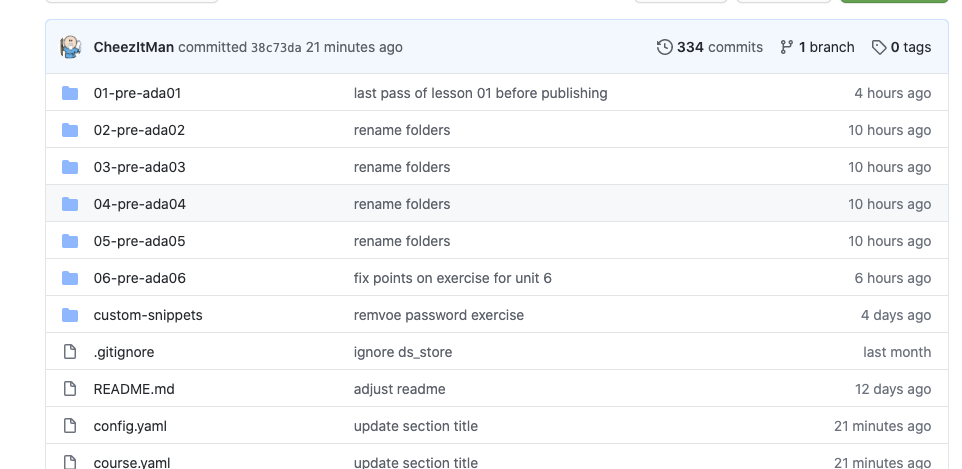 CheezItMan committed 38c73da 21 minutes ago 334 commits 1 branch 0 tags
01-pre-ada01 last pass of lesson 01 before publishing 4 hours ago
02-pre-ada02 rename folders 10 hours ago
03-pre-ada03 rename folders 10 hours ago
04-pre-ada04 rename folders 10 hours ago
05-pre-ada05 rename folders 10 hours ago
06-pre-ada06 fix points on exercise for unit 6 6 hours ago
custom-snippets remvoe password exercise 4 days ago
.gitignore ignore ds_store last month
README.md adjust readme 12 days ago
config.yaml update section title 21 minutes ago
course.yaml update section title 21 minutes ago